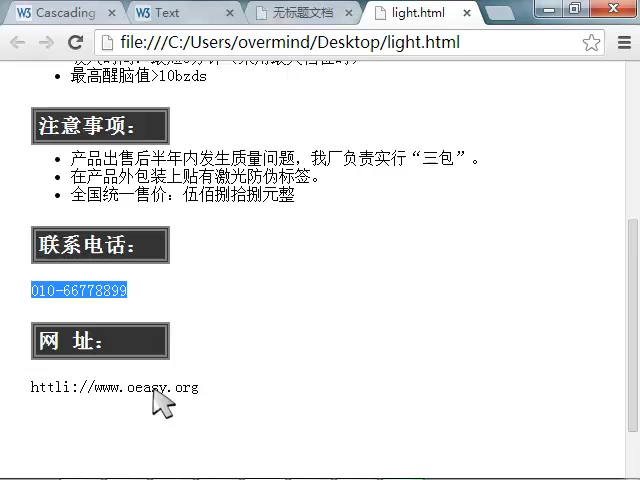 Cascading
Text
无标题文档
light.html
file:///C:/Users/overmind/Desktop/light.html
最高醒脑值>10bzds
注意事项：
产品出售后半年内发生质量问题，我厂负责实行“三包”。
在产品外包装上贴有激光防伪标签。
全国统一售价：伍佰捌拾捌元整
联系电话：
010-66778899
网 址：
httli://www.oeasy.org